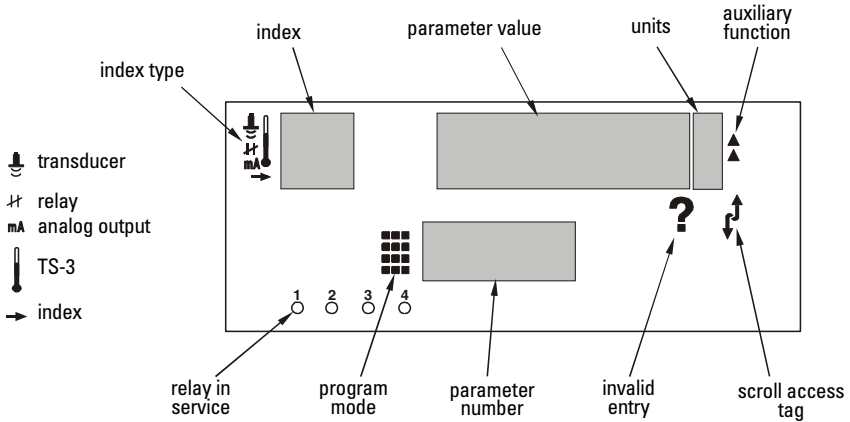 index
parameter value
units
auxiliary
function
index type
mA
transducer
relay
mA analog output
TS-3
index
?
1 2 3 4
relay in
service
program
mode
parameter
number
invalid
entry
scroll access
tag